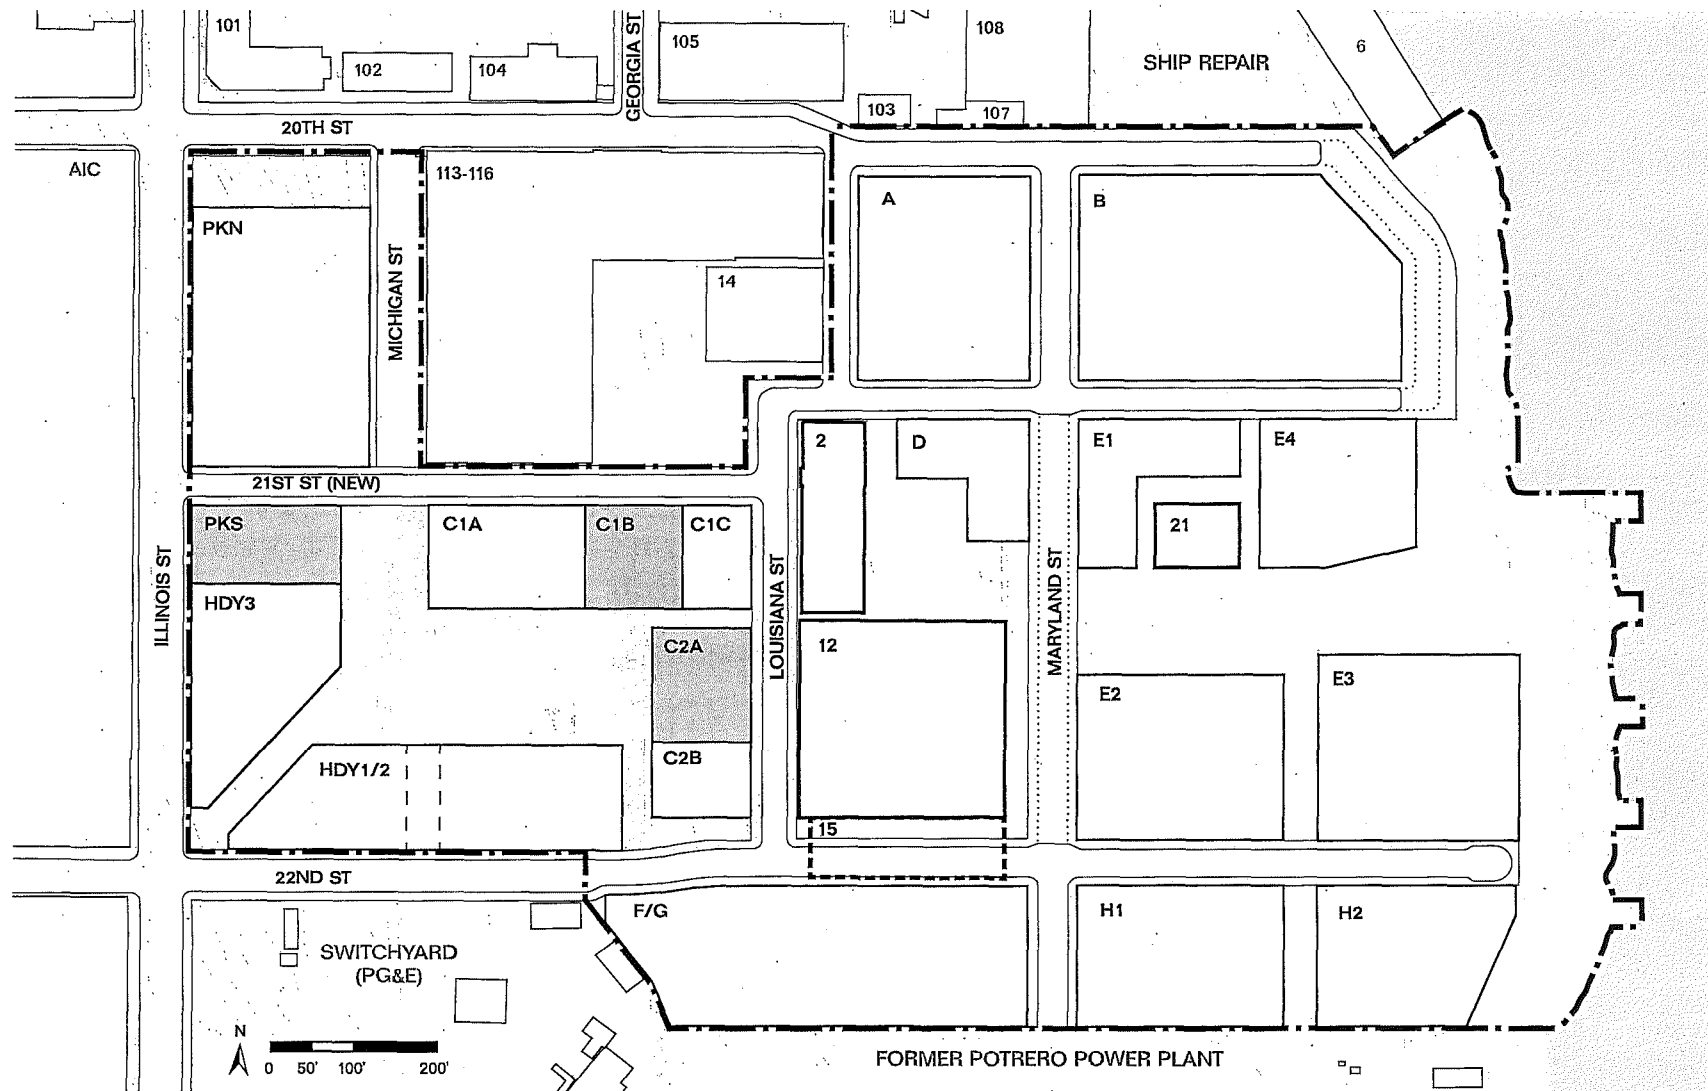 101
102
104
GEORGIA ST
105
108
SHIP REPAIR
6
103
107
20TH ST
AIC
113-116
A
B
PKN
MICHIGAN ST
14
2
D
E1
E4
21ST ST (NEW)
PKS
C1A
C1B
C1C
21
ILLINOIS ST
LOUISIANA ST
MARYLAND ST
HDY3
C2A
12
E2
E3
C2B
HDY1/2
15
22ND ST
F/G
H1
H2
SWITCHYARD
(PG&E)
N
0 50' 100' 200'
FORMER POTRERO POWER PLANT